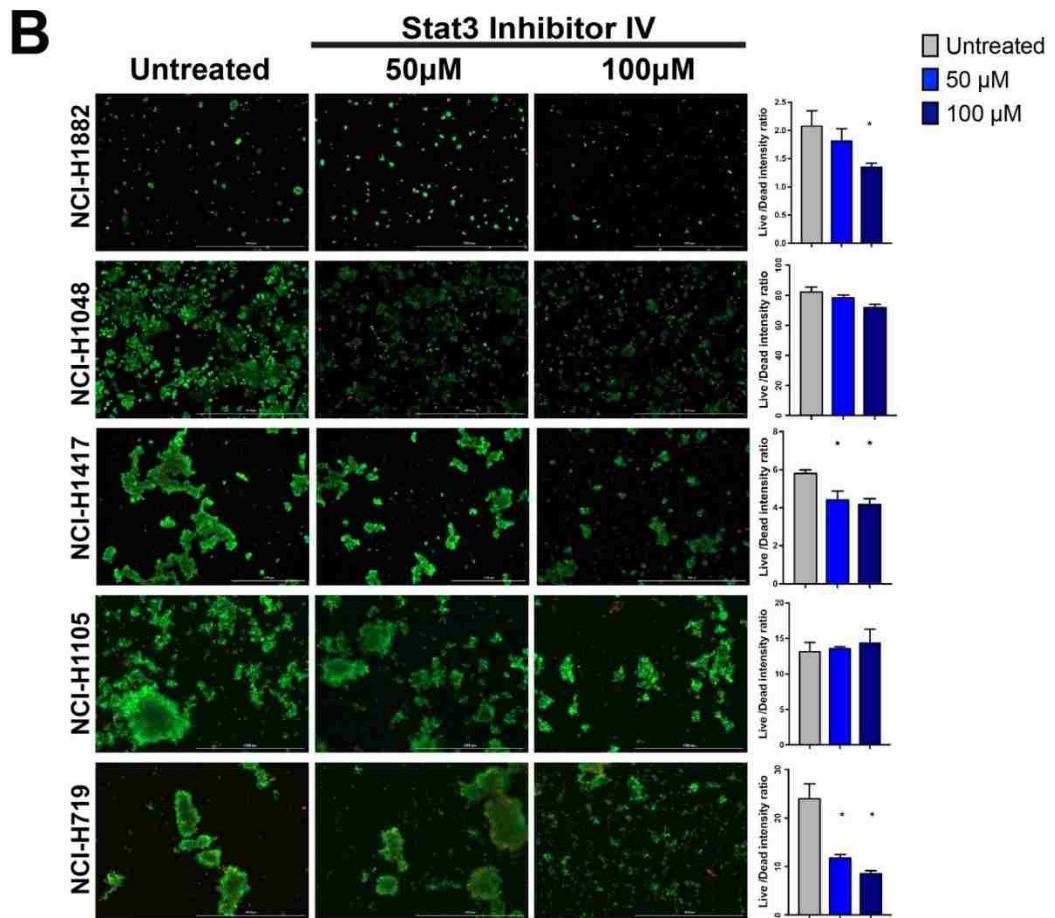 B
Stat3 Inhibitor IV
Untreated
50µM
100µM
Untreated
50 µM
100 µM
NCI-H1882
Live /Dead intensity ratio
2.5
2.0
1.5
1.0
0.5
0.0
*
NCI-H1048
Live /Dead intensity ratio
100
80
60
40
20
0
NCI-H1417
Live /Dead intensity ratio
8
6
4
2
0
* *
NCI-H1105
Live /Dead intensity ratio
20
15
10
5
0
NCI-H719
Live /Dead intensity ratio
30
20
10
0
* *